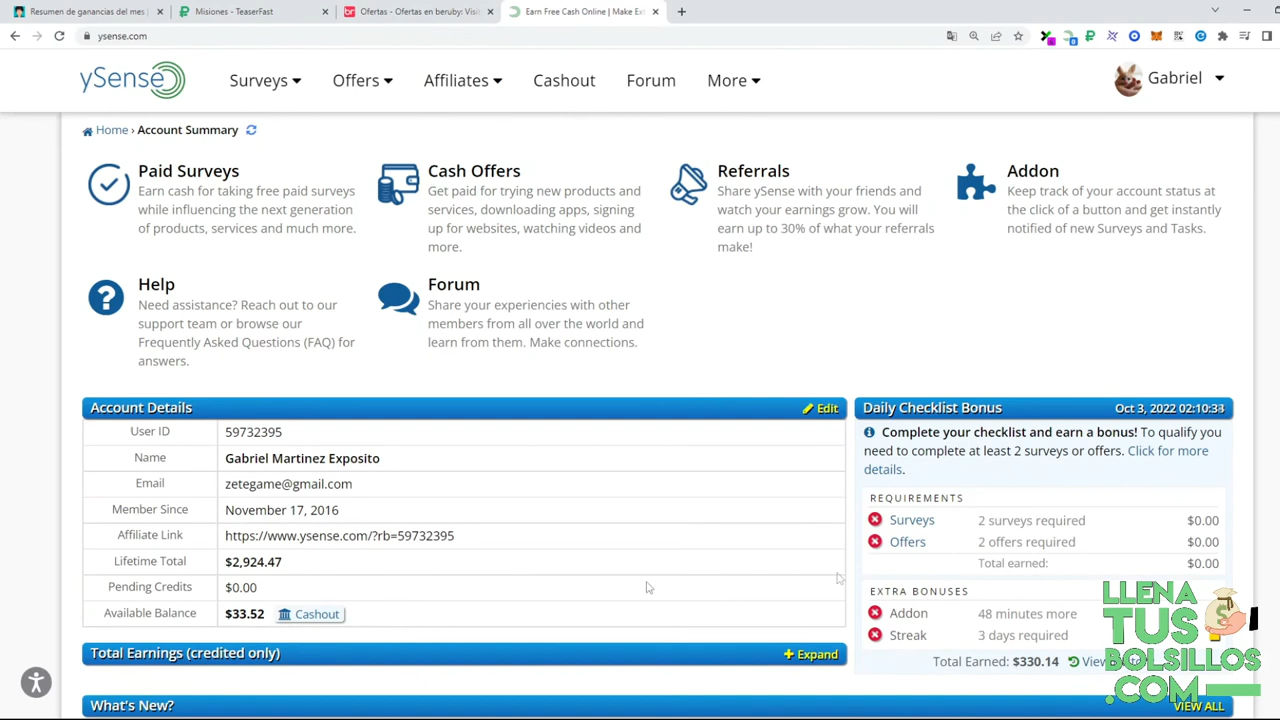 Resumen de ganancias del mes
Misiones - TeaserFast
Ofertas - Ofertas en beruby: Visi
Earn Free Cash Online | Make Ex
ysense.com
ySense
Surveys
Offers
Affiliates
Cashout
Forum
More
Gabriel
Home › Account Summary
Paid Surveys
Earn cash for taking free paid surveys
while influencing the next generation
of products, services and much more.
Cash Offers
Get paid for trying new products and
services, downloading apps, signing
up for websites, watching videos and
more.
Referrals
Share ySense with your friends and
watch your earnings grow. You will
earn up to 30% of what your referrals
make!
Addon
Keep track of your account status at
the click of a button and get instantly
notified of new Surveys and Tasks.
Help
Need assistance? Reach out to our
support team or browse our
Frequently Asked Questions (FAQ) for
answers.
Forum
Share your experiences with other
members from all over the world and
learn from them. Make connections.
Account Details
Edit
User ID 59732395
Name Gabriel Martinez Exposito
Email zetegame@gmail.com
Member Since November 17, 2016
Affiliate Link https://www.ysense.com/?rb=59732395
Lifetime Total $2,924.47
Pending Credits $0.00
Available Balance $33.52 Cashout
Total Earnings (credited only)
Expand
What's New?
VIEW ALL
Daily Checklist Bonus
Oct 3, 2022 02:10:34
Complete your checklist and earn a bonus! To qualify you
need to complete at least 2 surveys or offers. Click for more
details.
REQUIREMENTS
Surveys 2 surveys required $0.00
Offers 2 offers required $0.00
Total earned: $0.00
EXTRA BONUSES
Addon 48 minutes more
Streak 3 days required
Total Earned: $330.14
LLENA
TUS
BOLSILLOS
.COM